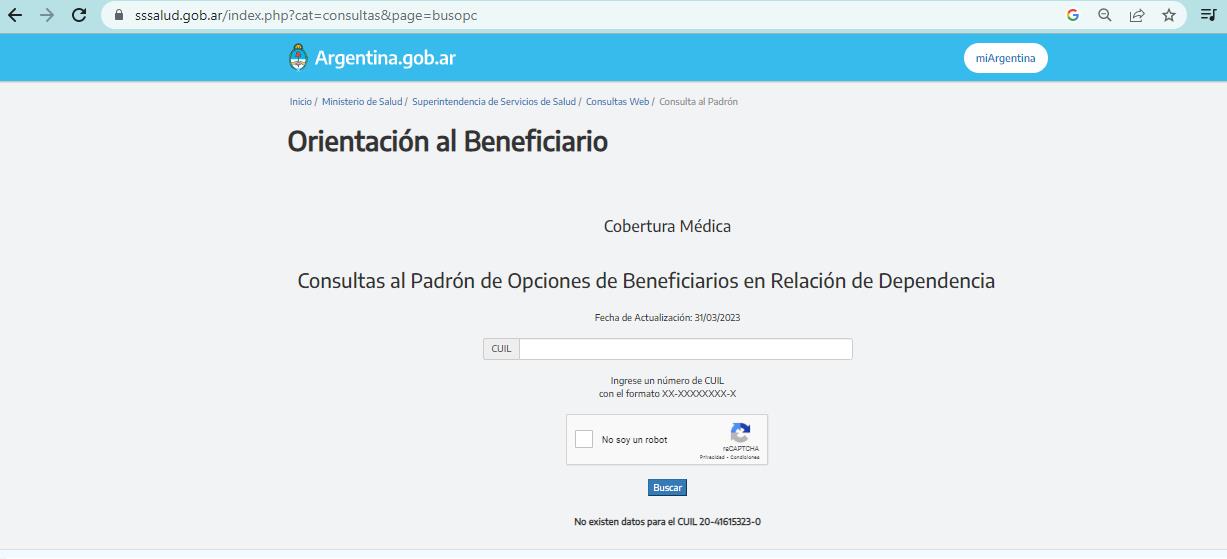 sssalud.gob.ar/index.php?cat=consultas&page=busopc
Argentina.gob.ar
miArgentina
Inicio / Ministerio de Salud / Superintendencia de Servicios de Salud / Consultas Web / Consulta al Padrón
Orientación al Beneficiario
Cobertura Médica
Consultas al Padrón de Opciones de Beneficiarios en Relación de Dependencia
Fecha de Actualización: 31/03/2023
CUIL
Ingrese un número de CUIL
con el formato XX-XXXXXXXX-X
No soy un robot
reCAPTCHA
Privacidad - Condiciones
Buscar
No existen datos para el CUIL 20-41615323-0